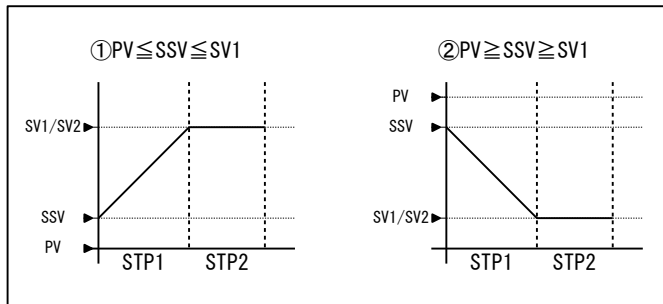 ①PV≦SSV≦SV1
SV1/SV2
SSV
PV
STP1 STP2
②PV≧SSV≧SV1
PV
SSV
SV1/SV2
STP1 STP2